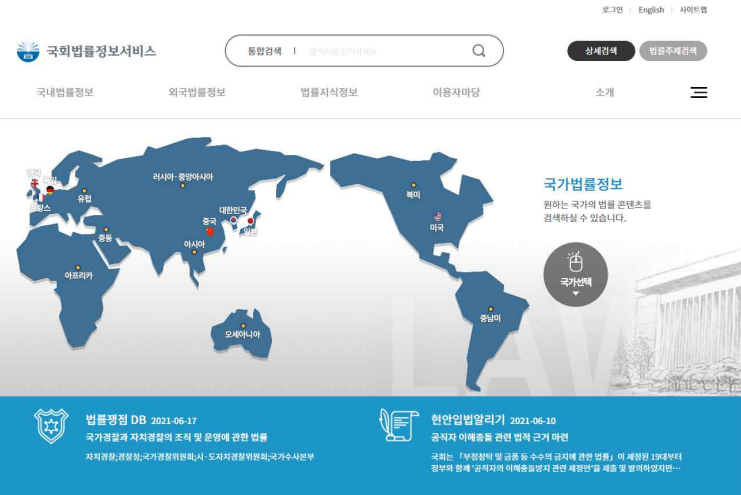 로그인 | English | 사이트맵
국회법률정보서비스
통합검색 | 검색어를 입력하세요
상세검색 법률주제검색
국내법률정보 외국법률정보 법률지식정보 이용자마당 소개
러시아·중앙아시아
영국
독일
프랑스
유럽
북미
대한민국
중국
일본
미국
중동
아시아
아프리카
중남미
오세아니아
국가법률정보
원하는 국가의 법률 콘텐츠를
검색하실 수 있습니다.
국가선택
LAW
법률쟁점 DB 2021-06-17
국가경찰과 자치경찰의 조직 및 운영에 관한 법률
자치경찰;경찰청;국가경찰위원회;시·도자치경찰위원회;국가수사본부
현안입법알리기 2021-06-10
공직자 이해충돌 관련 법적 근거 마련
국회는 「부정청탁 및 금품 등 수수의 금지에 관한 법률」이 제정된 19대부터
정부와 함께 '공직자의 이해충돌방지 관련 제정안'을 제출 및 발의하였지만…